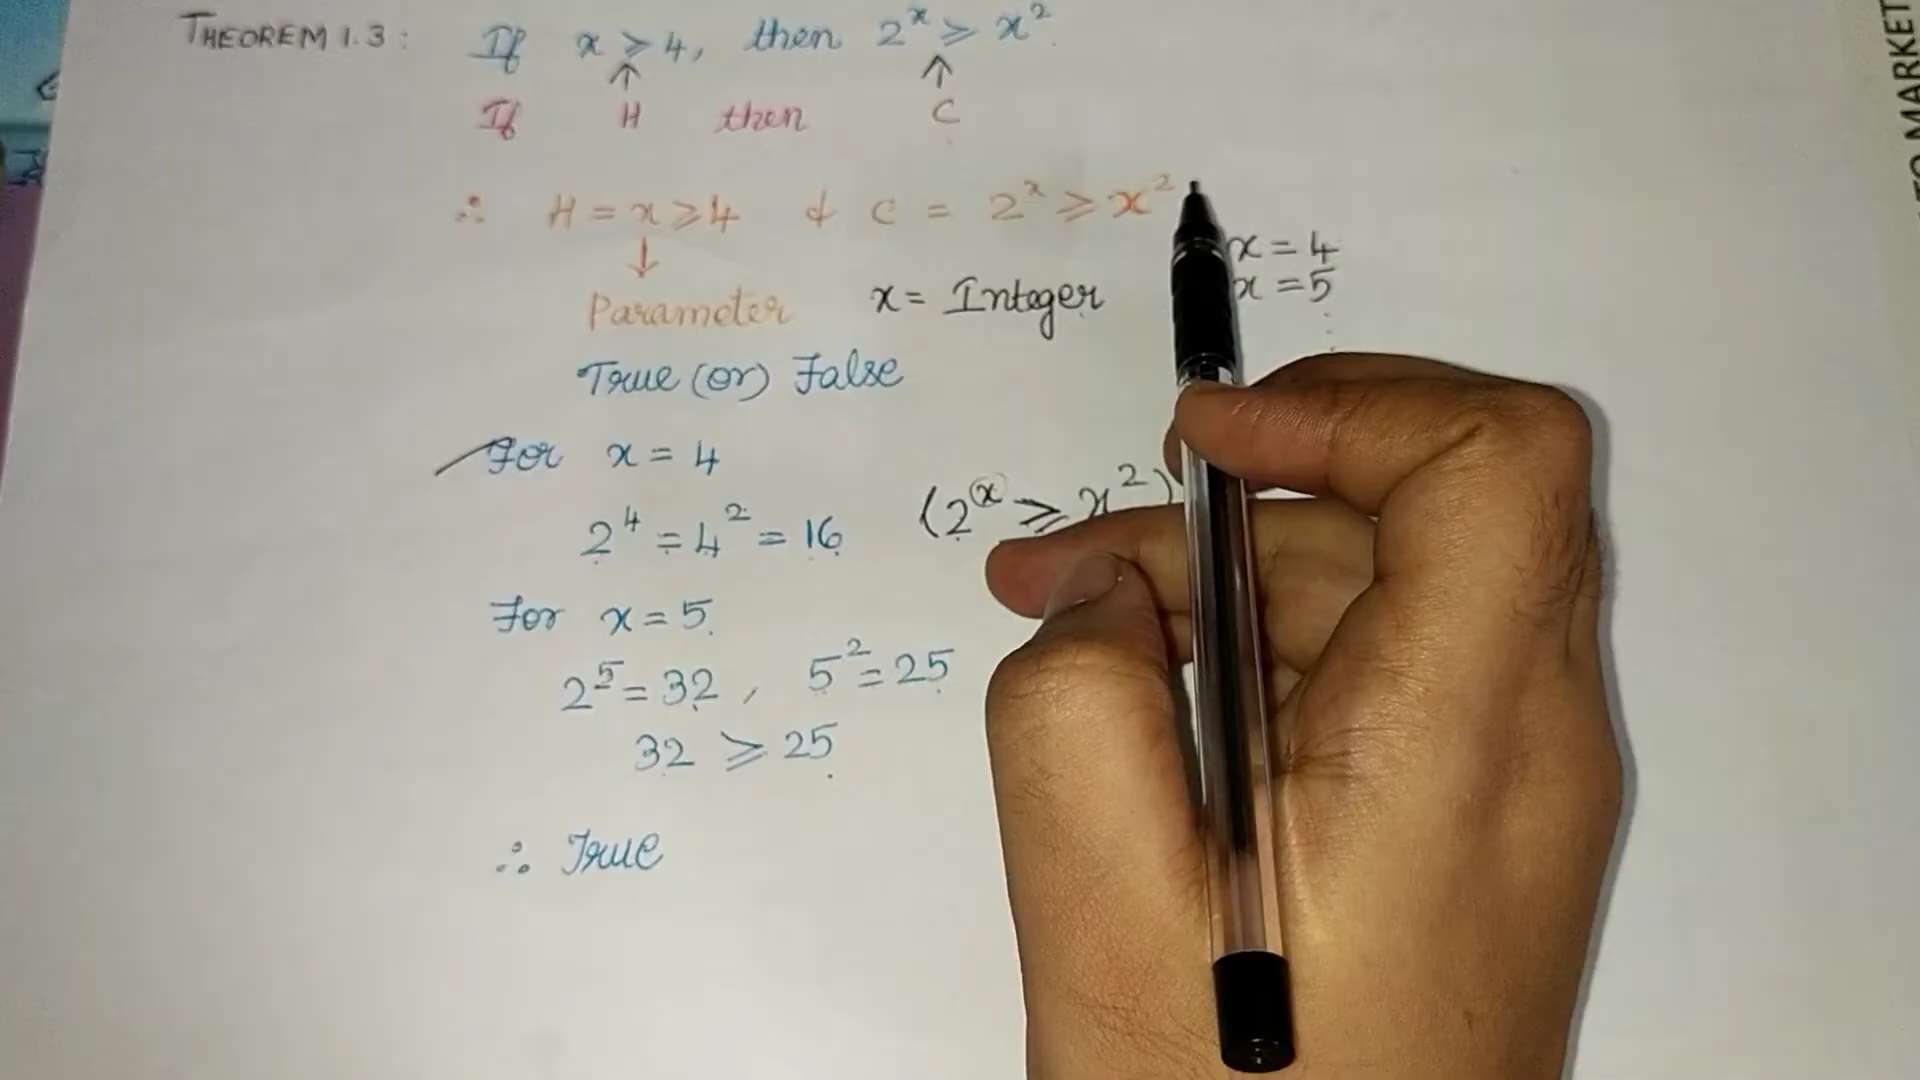 THEOREM 1.3 : If x ⩾ 4, then 2^x ⩾ x^2.
↑ ↑
If H then C
∴ H = x ⩾ 4 & C = 2^x ⩾ x^2
↓
x = 4
Parameter x = Integer x = 5
True (or) False
For x = 4
2^4 = 4^2 = 16 (2^x ⩾ x^2)
For x = 5
2^5 = 32 , 5^2 = 25
32 ⩾ 25
∴ True
TO MARKET